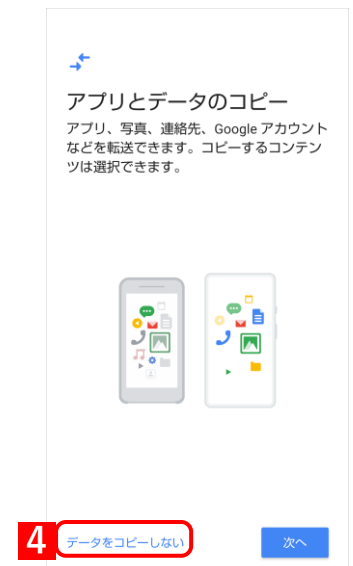 アプリとデータのコピー
アプリ、写真、連絡先、Google アカウント
などを転送できます。コピーするコンテン
ツは選択できます。
4
データをコピーしない
次へ